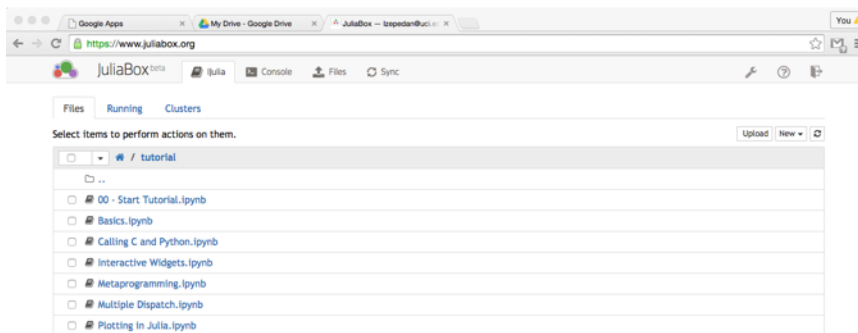 Google Apps My Drive - Google Drive JuliaBox — lzepedan@uci.e You
https://www.juliabox.org
JuliaBox beta IJulia Console Files Sync
Files Running Clusters
Select items to perform actions on them. Upload New
/ tutorial
..
00 - Start Tutorial.ipynb
Basics.ipynb
Calling C and Python.ipynb
Interactive Widgets.ipynb
Metaprogramming.ipynb
Multiple Dispatch.ipynb
Plotting in Julia.ipynb